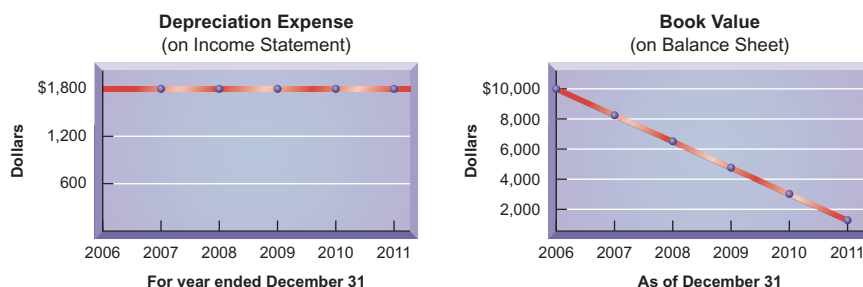 Depreciation Expense
(on Income Statement)
$1,800
1,200
600
Dollars
2006 2007 2008 2009 2010 2011
For year ended December 31
Book Value
(on Balance Sheet)
$10,000
8,000
6,000
4,000
2,000
Dollars
2006 2007 2008 2009 2010 2011
As of December 31